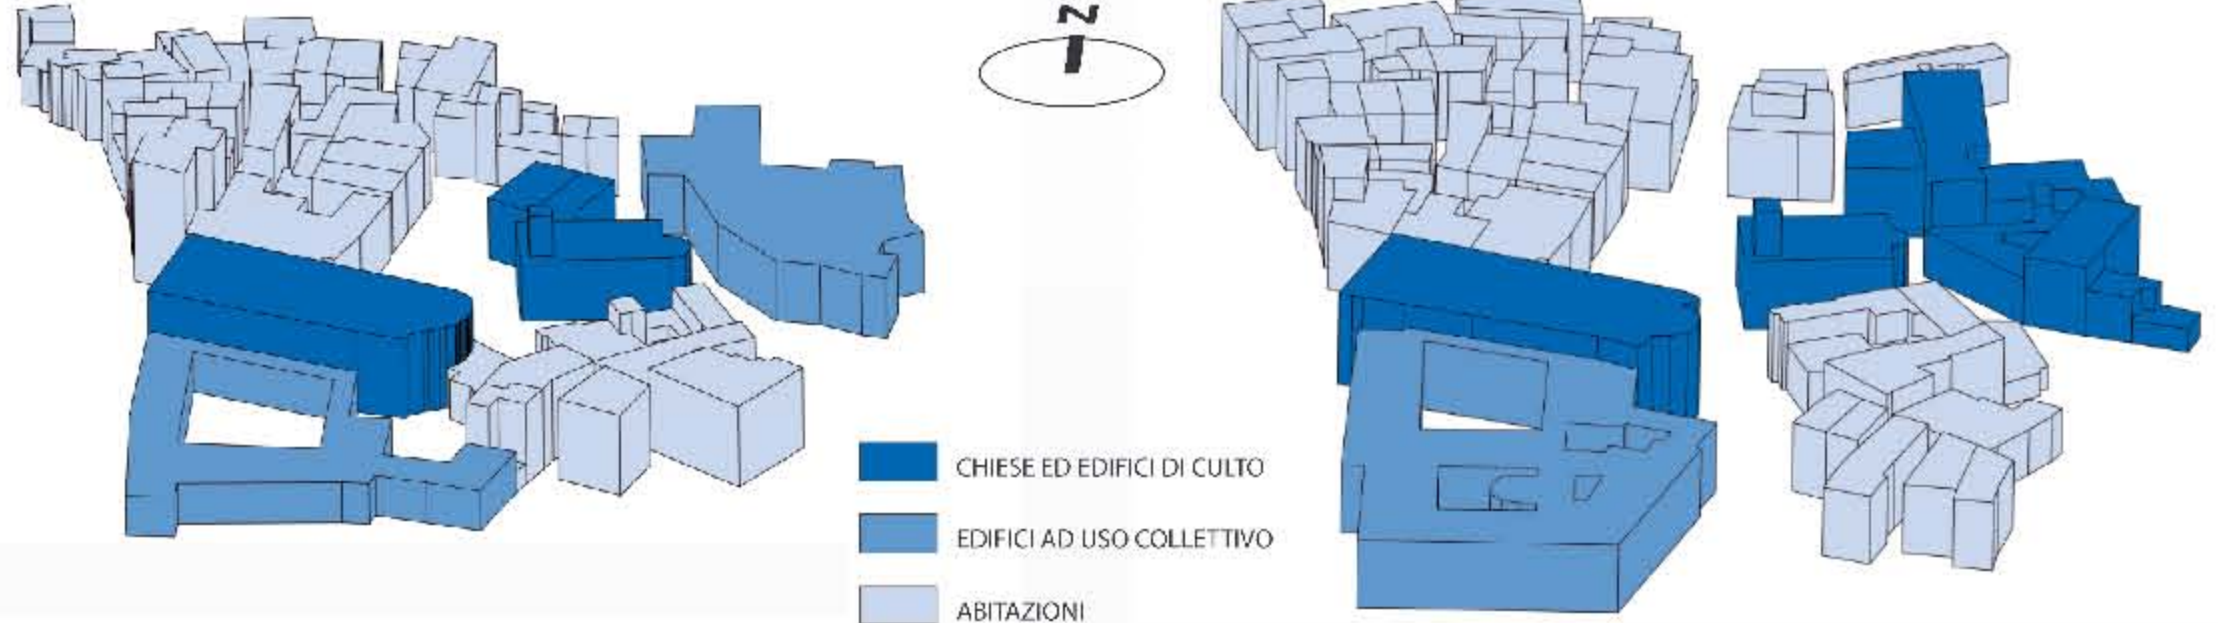 N
CHIESE ED EDIFICI DI CULTO
EDIFICI AD USO COLLETTIVO
ABITAZIONI